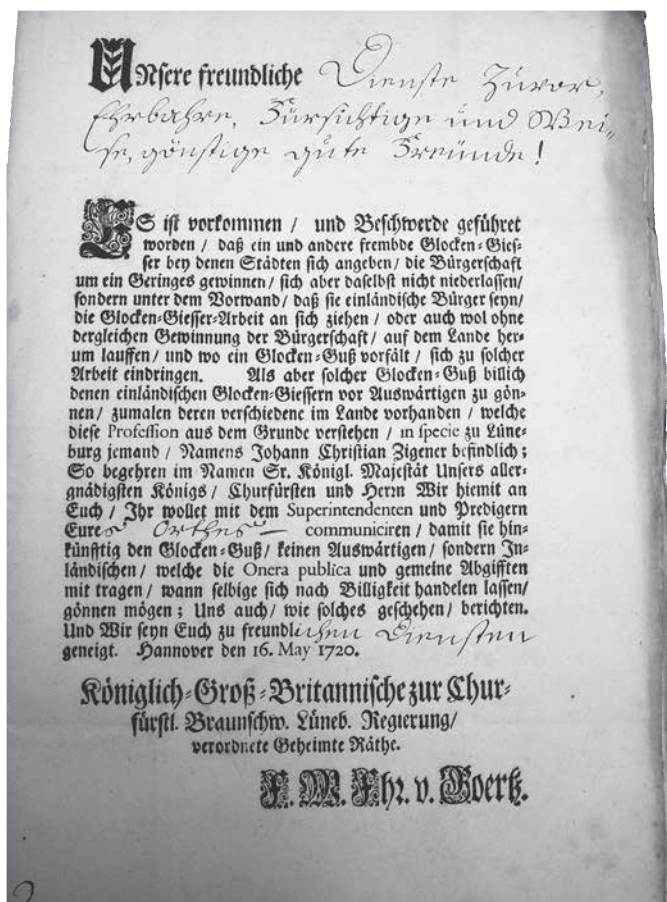 UNsere freundliche Dienste Zuvor,
Ehrbahre, Fürsichtige und Wei-
se, günstige gute Freunde!
ES ist vorkommen / und Beschwerde geführet
worden / daß ein und andere frembde Glocken-Gies-
ser bey denen Städten sich angeben / die Bürgerschaft
um ein Geringes gewinnen / sich aber daselbst nicht niederlassen /
sondern unter dem Vorwand / daß sie einländische Bürger seyn /
die Glocken-Giesser-Arbeit an sich ziehen / oder auch wol ohne
dergleichen Gewinnung der Bürgerschaft / auf dem Lande her-
um lauffen / und wo ein Glocken-Guß vorfält / sich zu solcher
Arbeit eindringen. Als aber solcher Glocken-Guß billich
denen einländischen Glocken-Giessern vor Auswärtigen zu gön-
nen / zumalen deren verschiedene im Lande vorhanden / welche
diese Profession aus dem Grunde verstehen / in specie zu Lüne-
burg jemand / Namens Johann Christian Zigener befindlich;
So begehren im Namen Sr. Königl. Majestät Unsers aller-
gnädigsten Königs / Churfürsten und Herrn Wir hiemit an
Euch / Ihr wollet mit dem Superintendenten und Predigern
Eures Orthes communiciren / damit sie hin-
künfftig den Glocken-Guß / keinen Auswärtigen / sondern In-
ländischen / welche die Onera publica und gemeine Abgifften
mit tragen / wann selbige sich nach Billigkeit handelen lassen /
gönnen mögen; Uns auch / wie solches geschehen / berichten.
Und Wir seyn Euch zu freundlichen Diensten
geneigt. Hannover den 16. May 1720.
Königlich-Groß-Britannische zur Chur-
fürstl. Braunschw. Lüneb. Regierung /
verordnete Geheimte Räthe.
F. W. Fhr. v. Goertz.